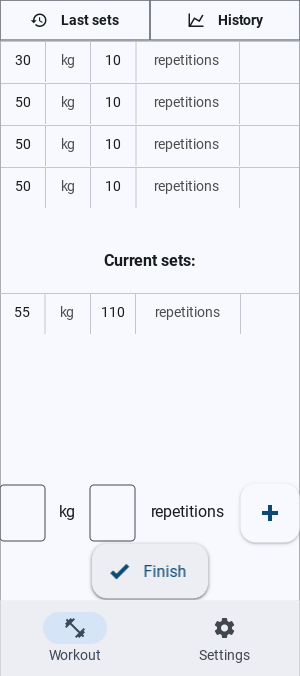 Last sets History
30 kg 10 repetitions
50 kg 10 repetitions
50 kg 10 repetitions
50 kg 10 repetitions
Current sets:
55 kg 110 repetitions
kg repetitions
Finish
Workout Settings